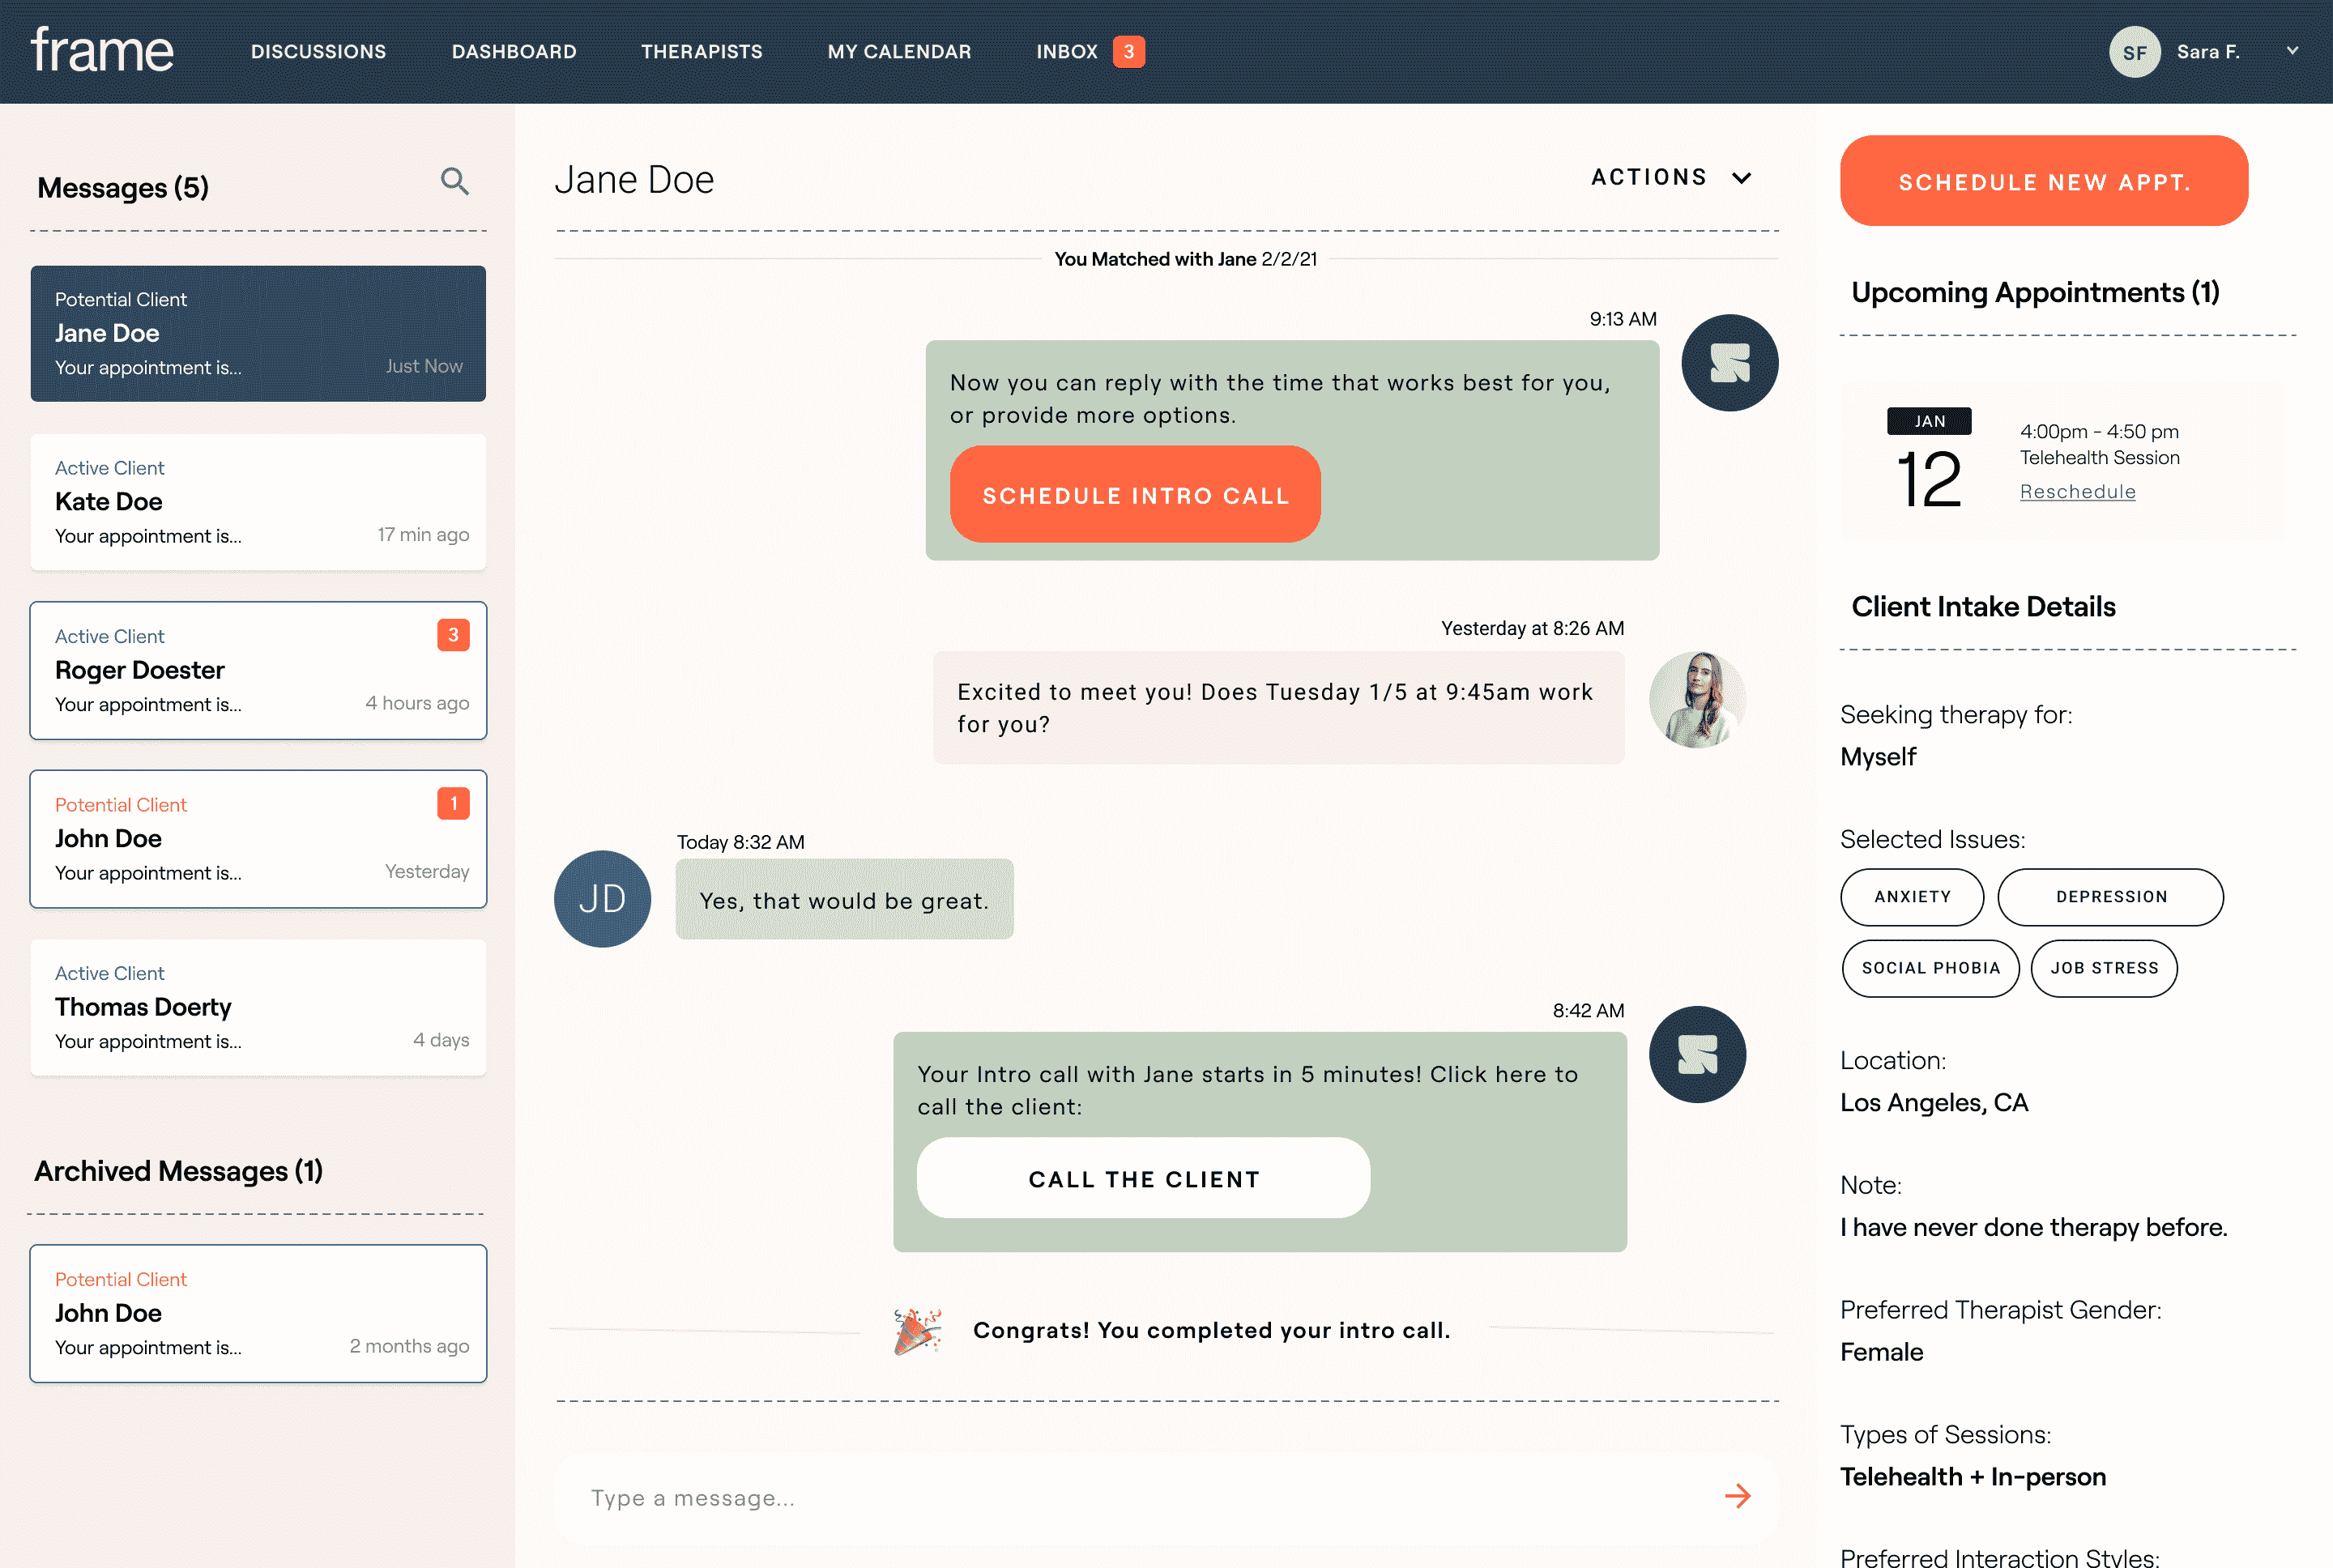 frame
DISCUSSIONS
DASHBOARD
THERAPISTS
MY CALENDAR
INBOX 3
SF Sara F.
Messages (5)
Potential Client
Jane Doe
Your appointment is... Just Now
Active Client
Kate Doe
Your appointment is... 17 min ago
Active Client 3
Roger Doester
Your appointment is... 4 hours ago
Potential Client 1
John Doe
Your appointment is... Yesterday
Active Client
Thomas Doerty
Your appointment is... 4 days
Archived Messages (1)
Potential Client
John Doe
Your appointment is... 2 months ago
Jane Doe
ACTIONS
You Matched with Jane 2/2/21
9:13 AM
Now you can reply with the time that works best for you,
or provide more options.
SCHEDULE INTRO CALL
Yesterday at 8:26 AM
Excited to meet you! Does Tuesday 1/5 at 9:45am work
for you?
Today 8:32 AM
JD
Yes, that would be great.
8:42 AM
Your Intro call with Jane starts in 5 minutes! Click here to
call the client:
CALL THE CLIENT
Congrats! You completed your intro call.
Type a message...
SCHEDULE NEW APPT.
Upcoming Appointments (1)
JAN
12
4:00pm - 4:50 pm
Telehealth Session
Reschedule
Client Intake Details
Seeking therapy for:
Myself
Selected Issues:
ANXIETY
DEPRESSION
SOCIAL PHOBIA
JOB STRESS
Location:
Los Angeles, CA
Note:
I have never done therapy before.
Preferred Therapist Gender:
Female
Types of Sessions:
Telehealth + In-person
Preferred Interaction Styles: